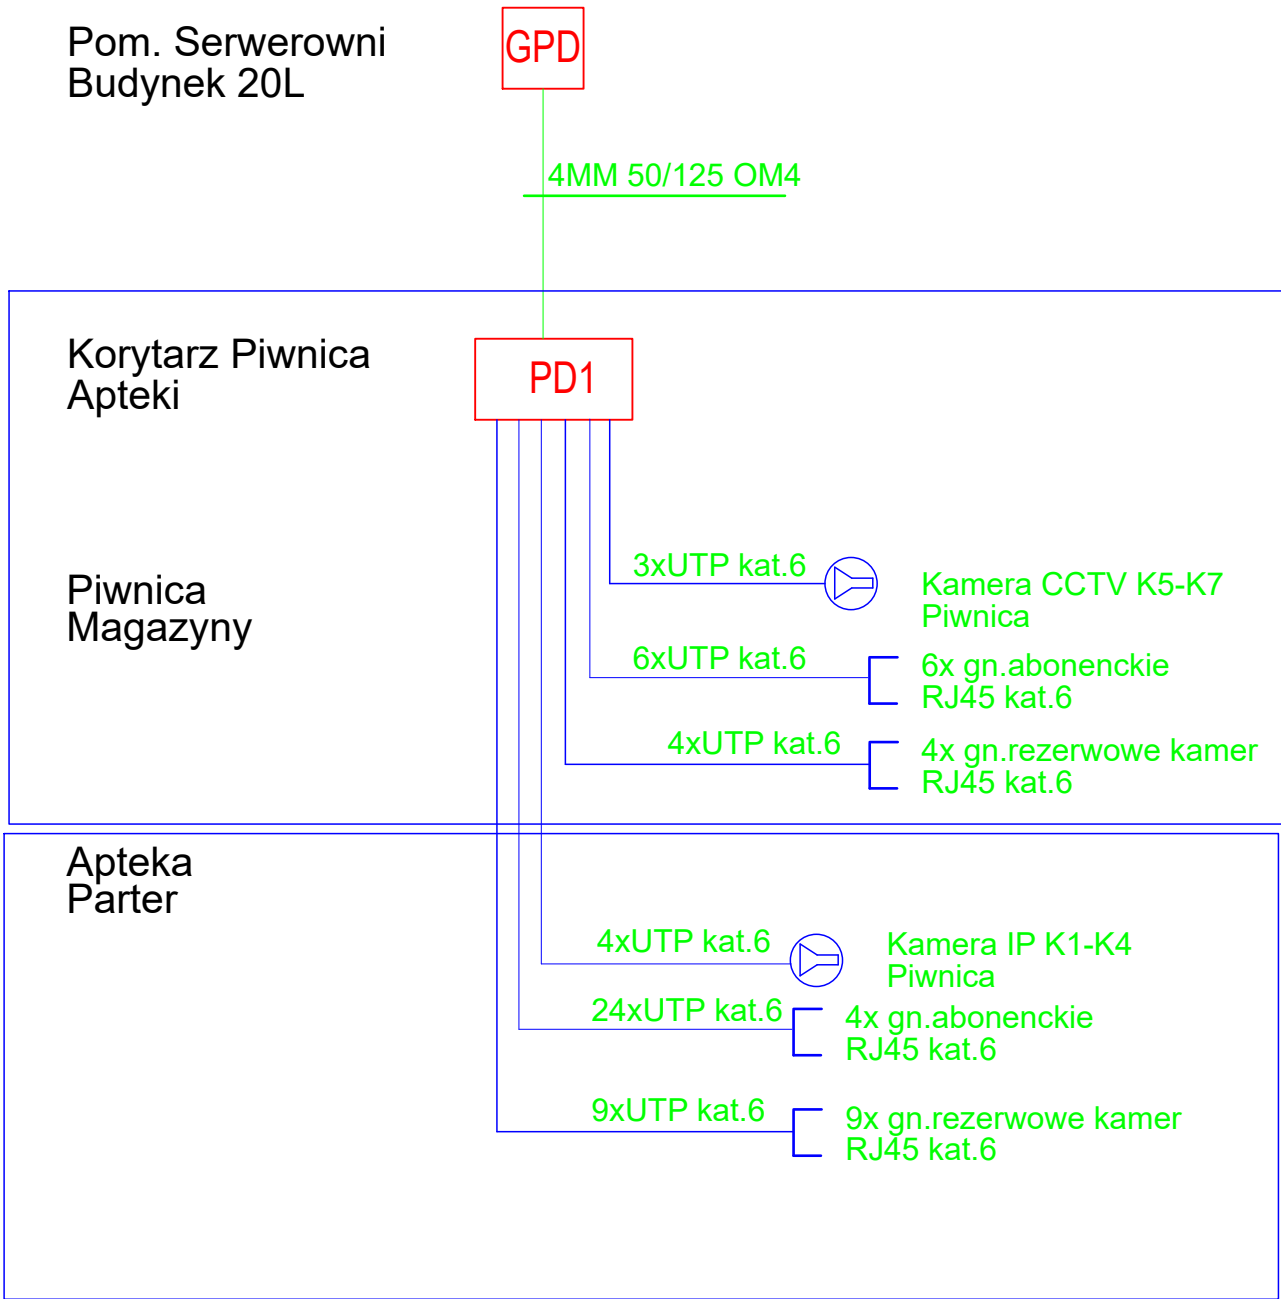 Pom. Serwerowni
Budynek 20L
GPD
4MM 50/125 OM4
Korytarz Piwnica
Apteki
PD1
Piwnica
Magazyny
3xUTP kat.6
Kamera CCTV K5-K7
Piwnica
6xUTP kat.6
6x gn.abonenckie
RJ45 kat.6
4xUTP kat.6
4x gn.rezerwowe kamer
RJ45 kat.6
Apteka
Parter
4xUTP kat.6
Kamera IP K1-K4
Piwnica
24xUTP kat.6
4x gn.abonenckie
RJ45 kat.6
9xUTP kat.6
9x gn.rezerwowe kamer
RJ45 kat.6